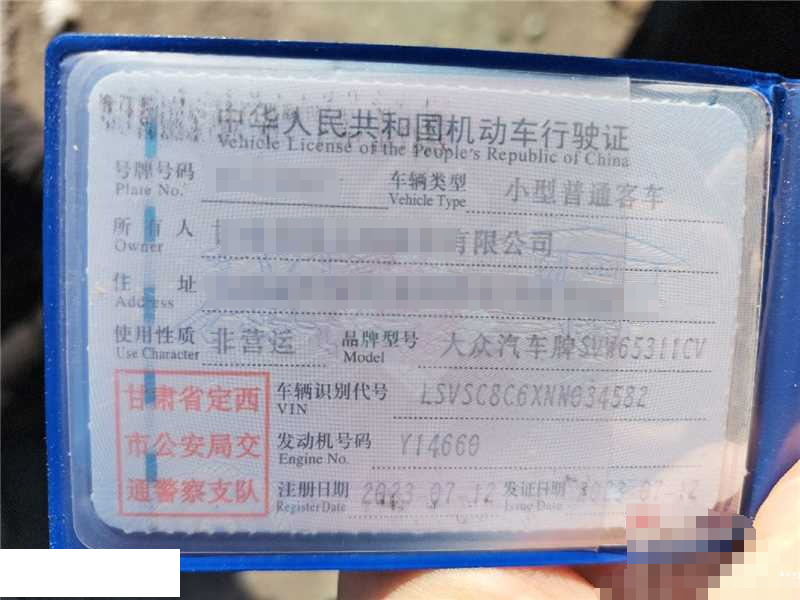 中华人民共和国机动车行驶证
Vehicle License of the People's Republic of China
号牌号码 车辆类型 小型普通客车
Plate No. Vehicle Type
所有人 有限公司
Owner
住址
Address
使用性质 非营运 品牌型号 大众汽车牌SVW65311CV
Use Character Model
甘肃省定西
市公安局交
通警察支队
车辆识别代号 LSVSC8C6XNN034582
VIN
发动机号码 Y14660
Engine No.
注册日期 2023-07-12 发证日期 2023-07-12
Register Date Issue Date